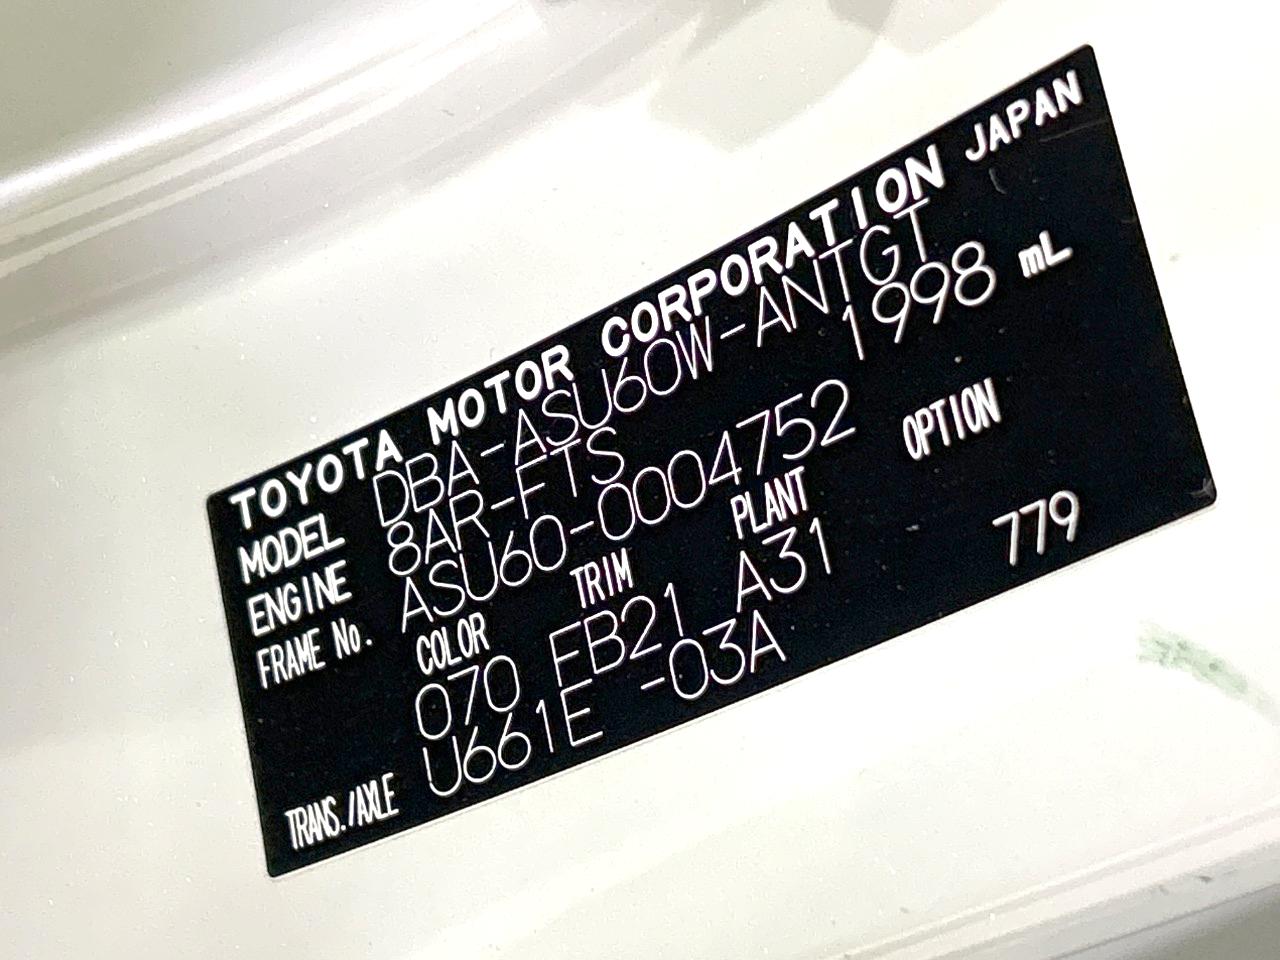 TOYOTA MOTOR CORPORATION JAPAN
MODEL DBA-ASU60W-ANTGT
ENGINE 8AR-FTS 1998 mL
FRAME No. ASU60-0004752
COLOR TRIM PLANT OPTION
070 EB21 A31 779
TRANS./AXLE U661E -03A